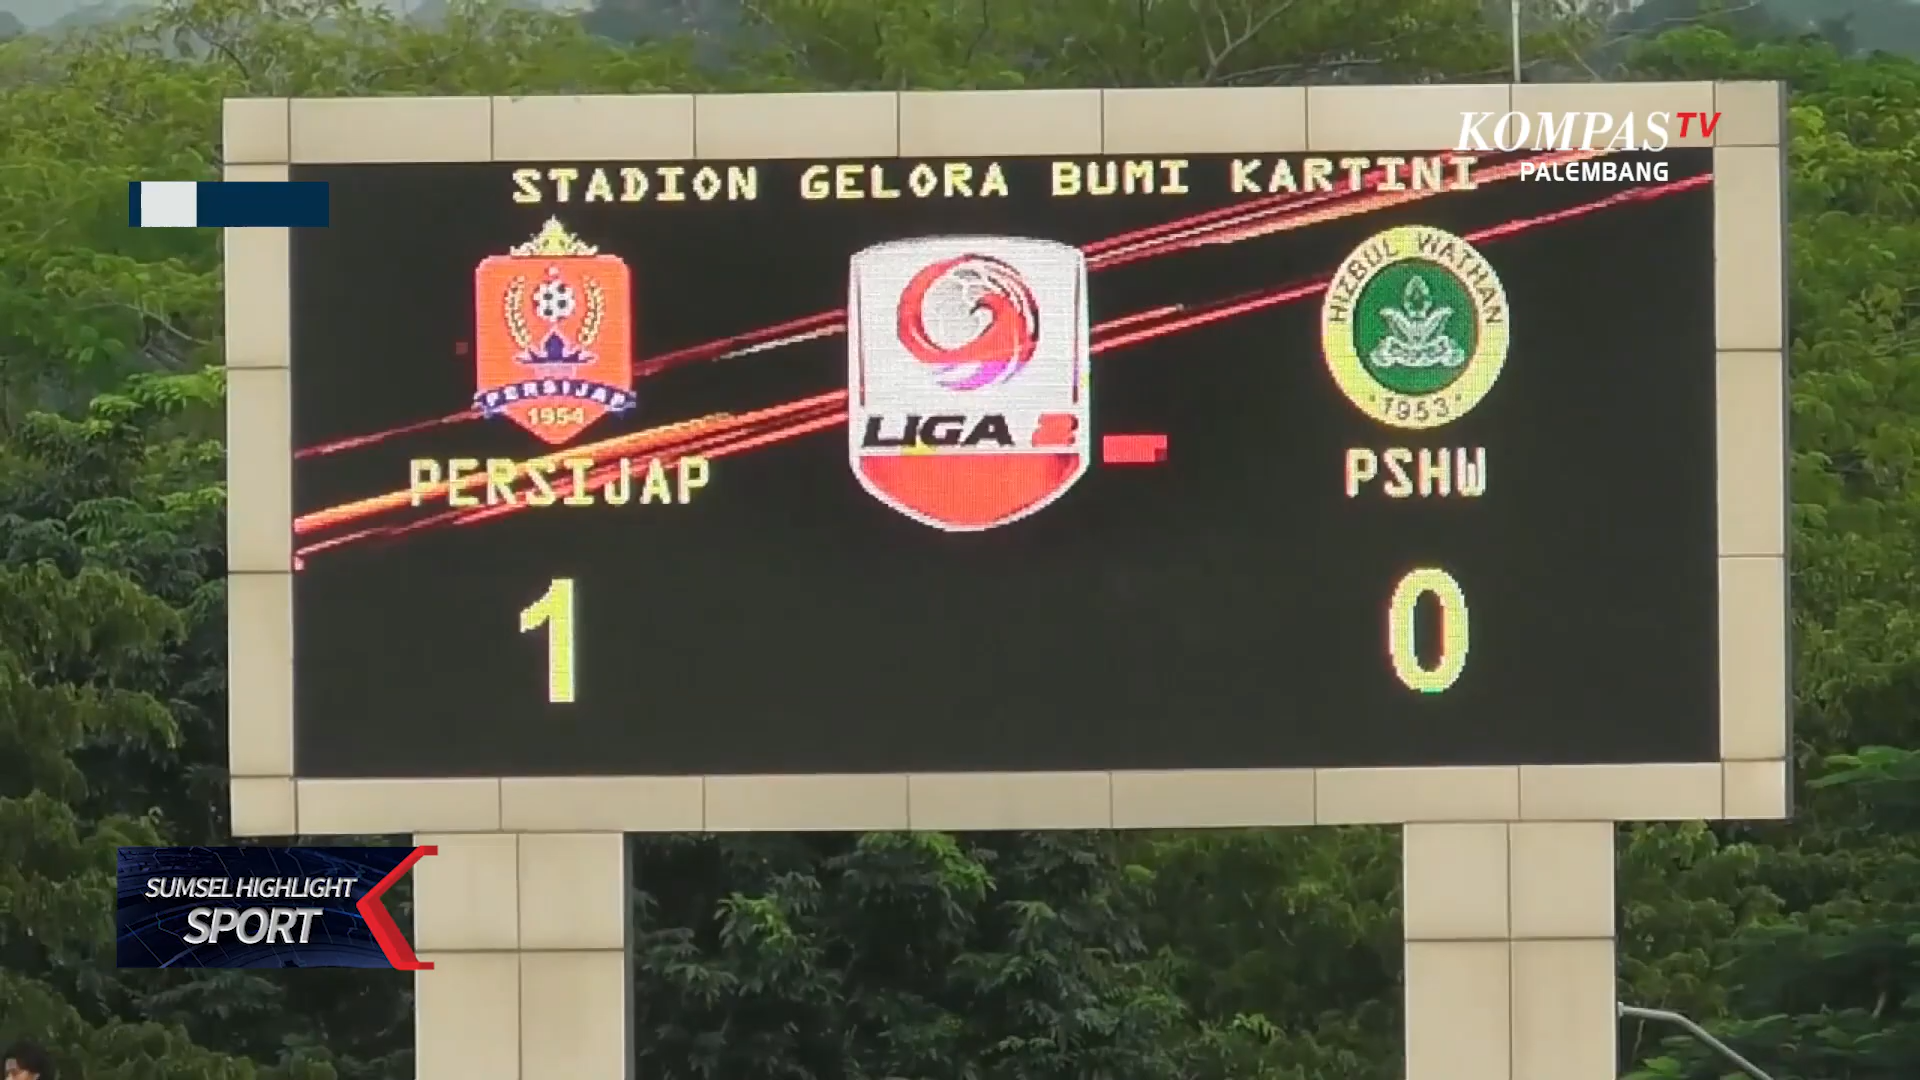 KOMPAS TV
PALEMBANG
STADION GELORA BUMI KARTINI
PERSIJAP
1954
LIGA 2
HIZBUL WATHAN
1953
PERSIJAP
PSHW
1
0
SUMSEL HIGHLIGHT
SPORT